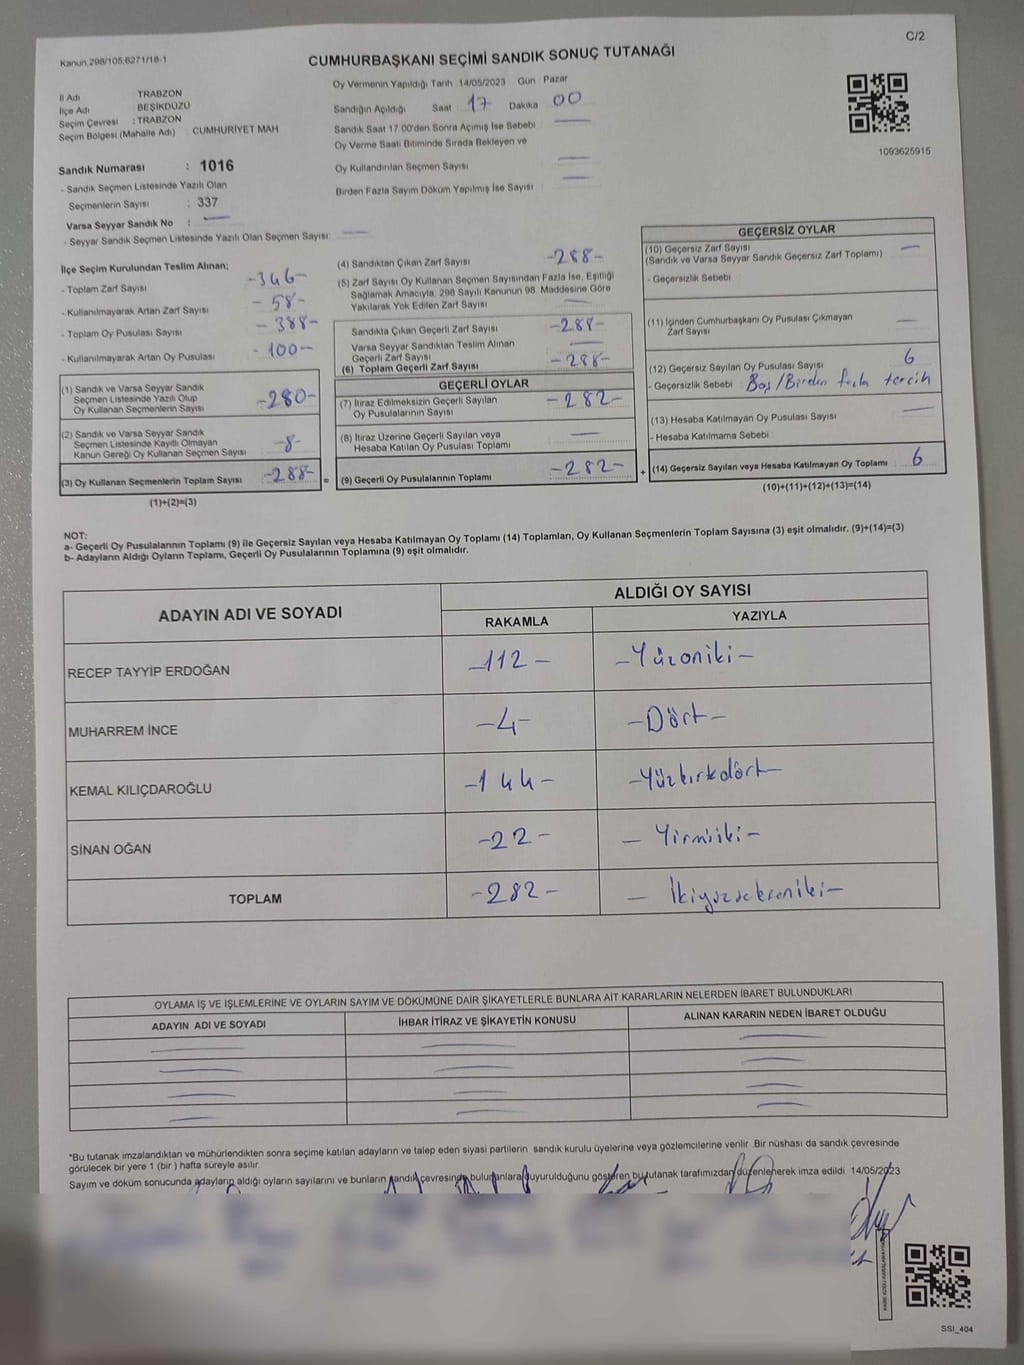 C/2
Kanun,298/105,6271/18-1
CUMHURBAŞKANI SEÇİMİ SANDIK SONUÇ TUTANAĞI
İl Adı TRABZON
İlçe Adı BEŞİKDÜZÜ
Seçim Çevresi : TRABZON
Seçim Bölgesi (Mahalle Adı) : CUMHURİYET MAH
Sandık Numarası : 1016
- Sandık Seçmen Listesinde Yazılı Olan
Seçmenlerin Sayısı : 337
Varsa Seyyar Sandık No : —
- Seyyar Sandık Seçmen Listesinde Yazılı Olan Seçmen Sayısı: —
Oy Vermenin Yapıldığı Tarih 14/05/2023 Gün Pazar
Sandığın Açıldığı Saat 17 Dakika 00
Sandık Saat 17:00'den Sonra Açımış İse Sebebi —
Oy Verme Saati Bitiminde Sırada Bekleyen ve
Oy Kullandırılan Seçmen Sayısı —
Birden Fazla Sayım Döküm Yapılmış İse Sayısı —
1093625915
İlçe Seçim Kurulundan Teslim Alınan;
- Toplam Zarf Sayısı -346-
- Kullanılmayarak Artan Zarf Sayısı -58-
- Toplam Oy Pusulası Sayısı -388-
- Kullanılmayarak Artan Oy Pusulası -100-
(1) Sandık ve Varsa Seyyar Sandık
Seçmen Listesinde Yazılı Olup
Oy Kullanan Seçmenlerin Sayısı -280-
(2) Sandık ve Varsa Seyyar Sandık
Seçmen Listesinde Kayıtlı Olmayan
Kanun Gereği Oy Kullanan Seçmen Sayısı -8-
(3) Oy Kullanan Seçmenlerin Toplam Sayısı -288- =
(1)+(2)=(3)
(4) Sandıktan Çıkan Zarf Sayısı -288-
(5) Zarf Sayısı Oy Kullanan Seçmen Sayısından Fazla İse, Eşitliği
Sağlamak Amacıyla, 298 Sayılı Kanunun 98. Maddesine Göre
Yakılarak Yok Edilen Zarf Sayısı —
Sandıkta Çıkan Geçerli Zarf Sayısı -288-
Varsa Seyyar Sandıktan Teslim Alınan
Geçerli Zarf Sayısı —
(6) Toplam Geçerli Zarf Sayısı -288-
GEÇERLİ OYLAR
(7) İtiraz Edilmeksizin Geçerli Sayılan
Oy Pusulalarının Sayısı -282-
(8) İtiraz Üzerine Geçerli Sayılan veya
Hesaba Katılan Oy Pusulası Toplamı —
(9) Geçerli Oy Pusulalarının Toplamı -282- +
GEÇERSİZ OYLAR
(10) Geçersiz Zarf Sayısı —
(Sandık ve Varsa Seyyar Sandık Geçersiz Zarf Toplamı)
- Geçersizlik Sebebi
(11) İçinden Cumhurbaşkanı Oy Pusulası Çıkmayan
Zarf Sayısı —
(12) Geçersiz Sayılan Oy Pusulası Sayısı 6
- Geçersizlik Sebebi Boş/Birden fazla tercih
(13) Hesaba Katılmayan Oy Pusulası Sayısı —
- Hesaba Katılmama Sebebi
(14) Geçersiz Sayılan veya Hesaba Katılmayan Oy Toplamı 6
(10)+(11)+(12)+(13)=(14)
NOT:
a- Geçerli Oy Pusulalarının Toplamı (9) ile Geçersiz Sayılan veya Hesaba Katılmayan Oy Toplamı (14) Toplamları, Oy Kullanan Seçmenlerin Toplam Sayısına (3) eşit olmalıdır. (9)+(14)=(3)
b- Adayların Aldığı Oyların Toplamı, Geçerli Oy Pusulalarının Toplamına (9) eşit olmalıdır.
ADAYIN ADI VE SOYADI ALDIĞI OY SAYISI
RAKAMLA YAZIYLA
RECEP TAYYİP ERDOĞAN -112- -Yüzoniki-
MUHARREM İNCE -4- -Dört-
KEMAL KILIÇDAROĞLU -144- -Yüzkırkdört-
SİNAN OĞAN -22- - Yirmiiki-
TOPLAM -282- - İkiyüzsekseniki-
OYLAMA İŞ VE İŞLEMLERİNE VE OYLARIN SAYIM VE DÖKÜMÜNE DAİR ŞİKAYETLERLE BUNLARA AİT KARARLARIN NELERDEN İBARET BULUNDUKLARI
ADAYIN ADI VE SOYADI İHBAR İTİRAZ VE ŞİKAYETİN KONUSU ALINAN KARARIN NEDEN İBARET OLDUĞU
*Bu tutanak imzalandıktan ve mühürlendikten sonra seçime katılan adayların ve talep eden siyasi partilerin sandık kurulu üyelerine veya gözlemcilerine verilir .Bir nüshası da sandık çevresinde
görülecek bir yere 1 (bir ) hafta süreyle asılır.
Sayım ve döküm sonucunda adayların aldığı oyların sayılarını ve bunların sandık çevresinde bulunanlara duyurulduğunu gösteren bu tutanak tarafımızdan düzenlenerek imza edildi. 14/05/2023
SSI_404